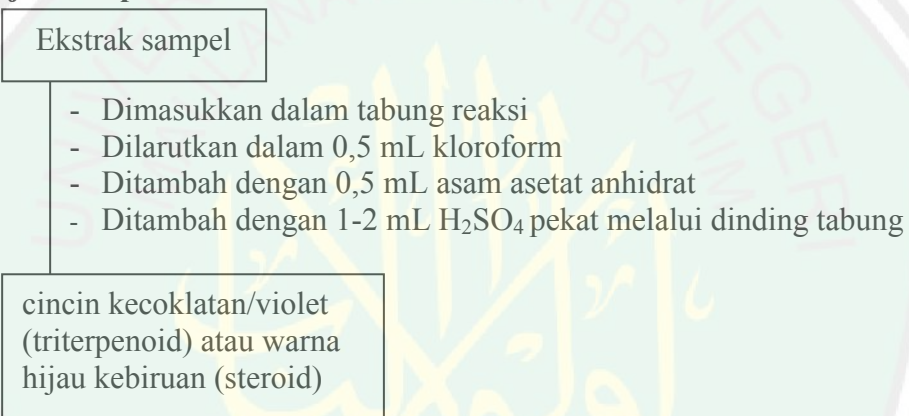 Ekstrak sampel
- Dimasukkan dalam tabung reaksi
- Dilarutkan dalam 0,5 mL kloroform
- Ditambah dengan 0,5 mL asam asetat anhidrat
- Ditambah dengan 1-2 mL H₂SO₄ pekat melalui dinding tabung
cincin kecoklatan/violet
(triterpenoid) atau warna
hijau kebiruan (steroid)